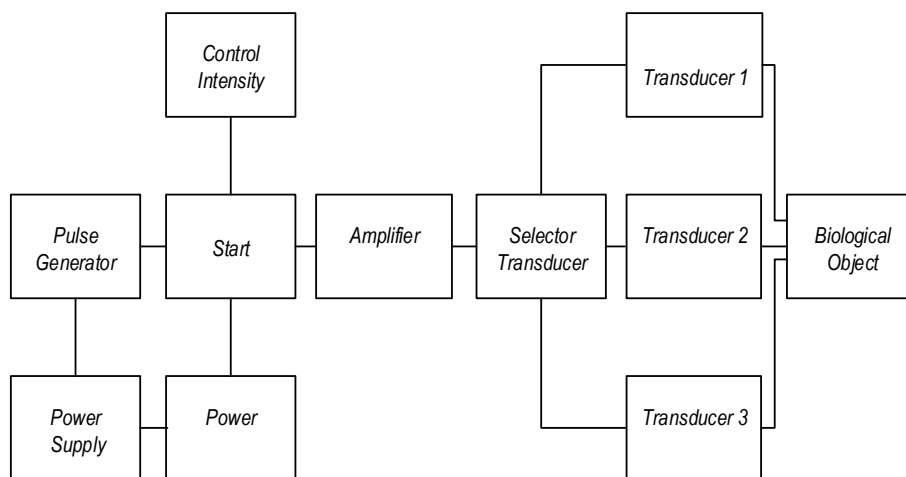 Control
Intensity
Transducer 1
Pulse
Generator
Start
Amplifier
Selector
Transducer
Transducer 2
Biological
Object
Power
Supply
Power
Transducer 3